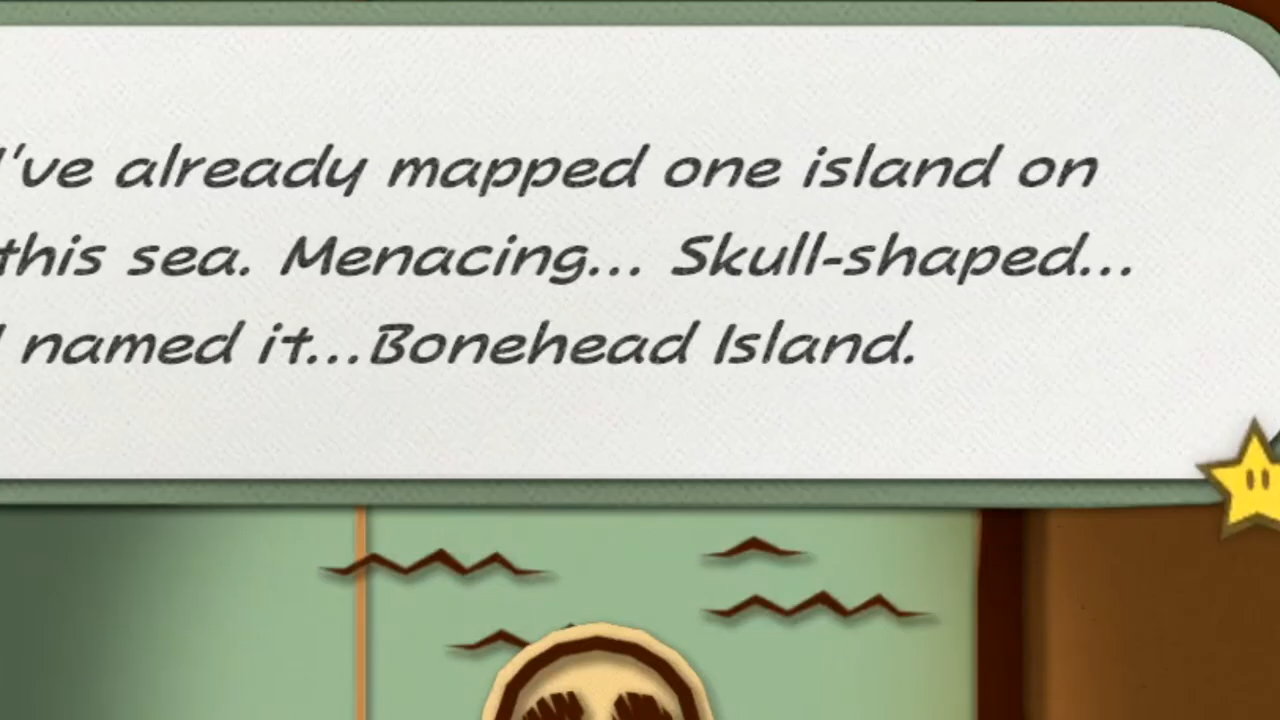 I've already mapped one island on
this sea. Menacing... Skull-shaped...
I named it...Bonehead Island.